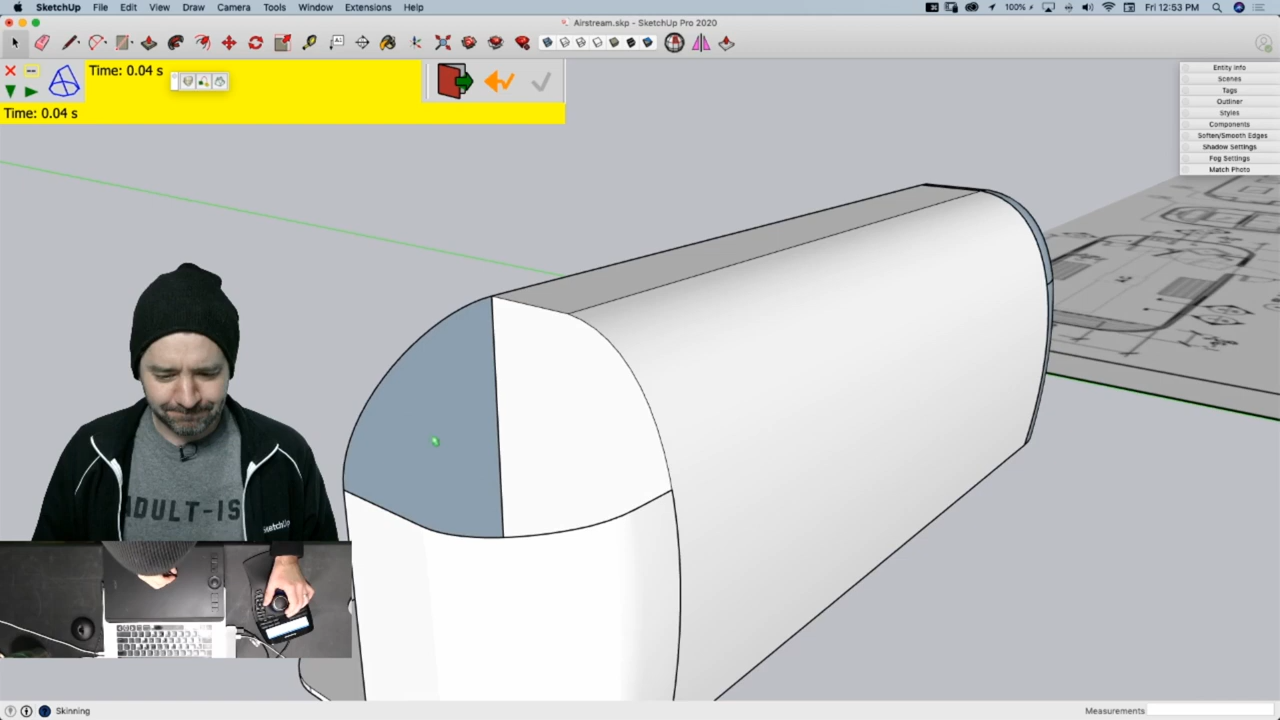 SketchUp File Edit View Draw Camera Tools Window Extensions Help
100% Fri 12:53 PM
Airstream.skp - SketchUp Pro 2020
Time: 0.04 s
Time: 0.04 s
Entity Info
Scenes
Tags
Outliner
Styles
Components
Soften/Smooth Edges
Shadow Settings
Fog Settings
Match Photo
ADULT-IS
SketchUp
Skinning
Measurements